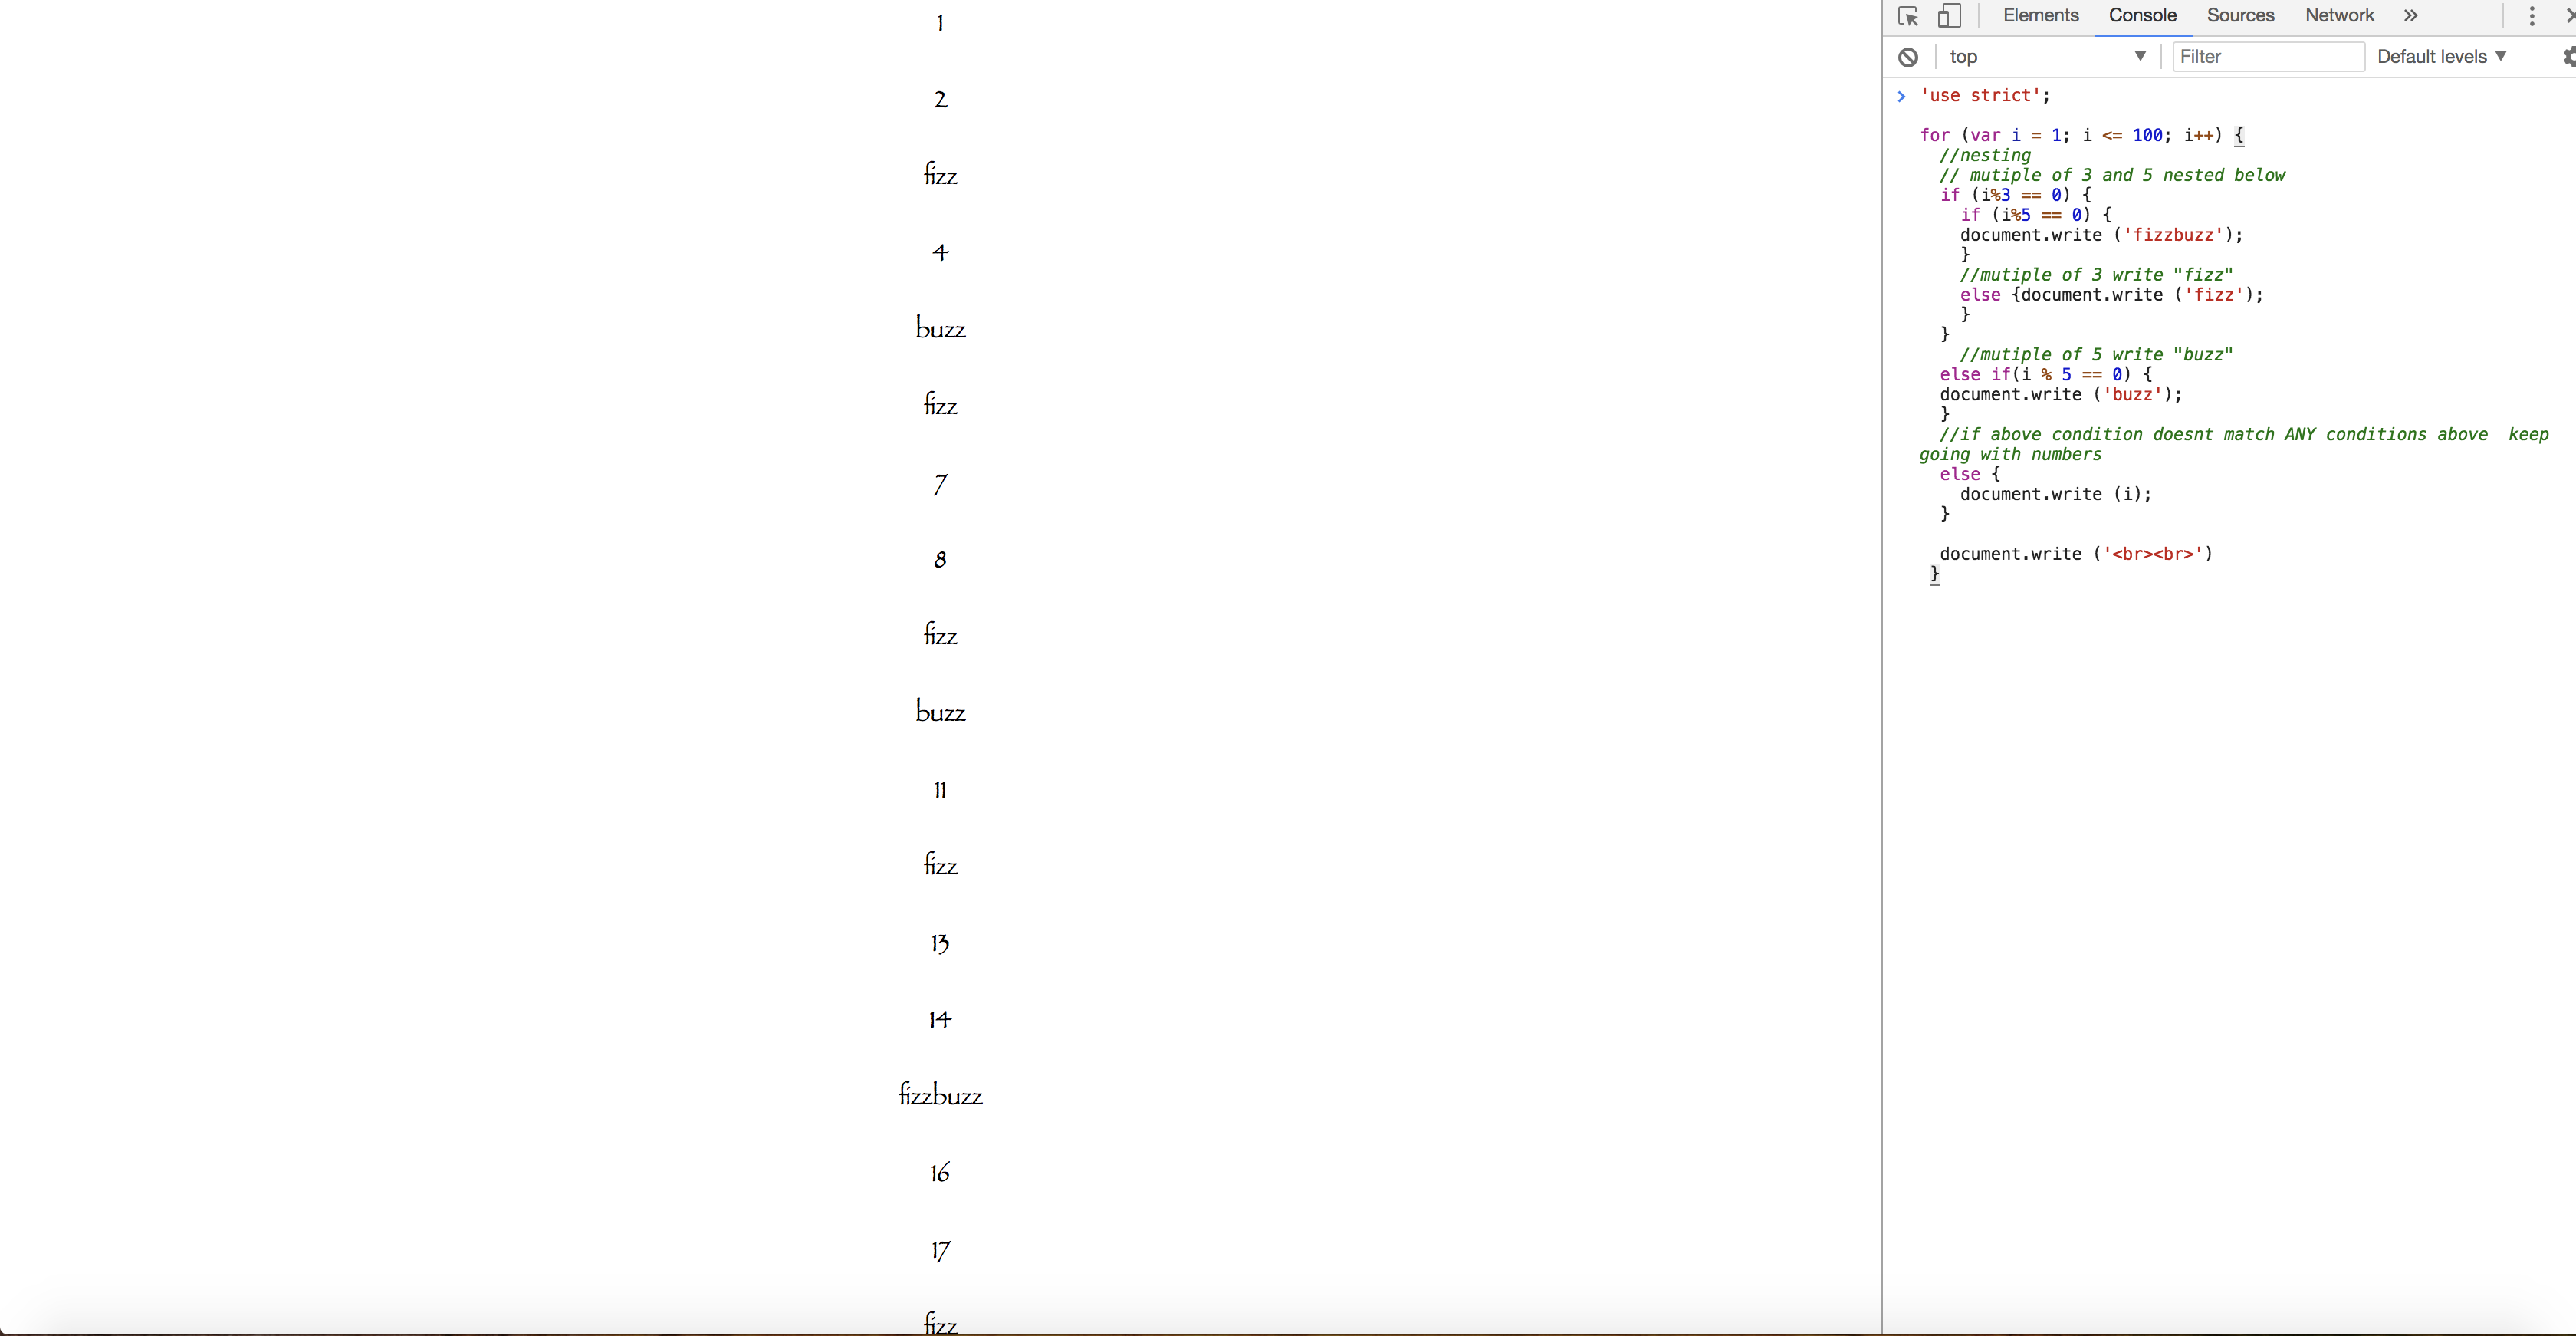 1
2
fizz
4
buzz
fizz
7
8
fizz
buzz
11
fizz
13
14
fizzbuzz
16
17
fizz
Elements Console Sources Network »
top ▼ Filter Default levels ▼
> 'use strict';
for (var i = 1; i <= 100; i++) {
//nesting
// mutiple of 3 and 5 nested below
if (i%3 == 0) {
if (i%5 == 0) {
document.write ('fizzbuzz');
}
//mutiple of 3 write "fizz"
else {document.write ('fizz');
}
}
//mutiple of 5 write "buzz"
else if(i % 5 == 0) {
document.write ('buzz');
}
//if above condition doesnt match ANY conditions above  keep
going with numbers
else {
document.write (i);
}
document.write ('<br><br>')
}